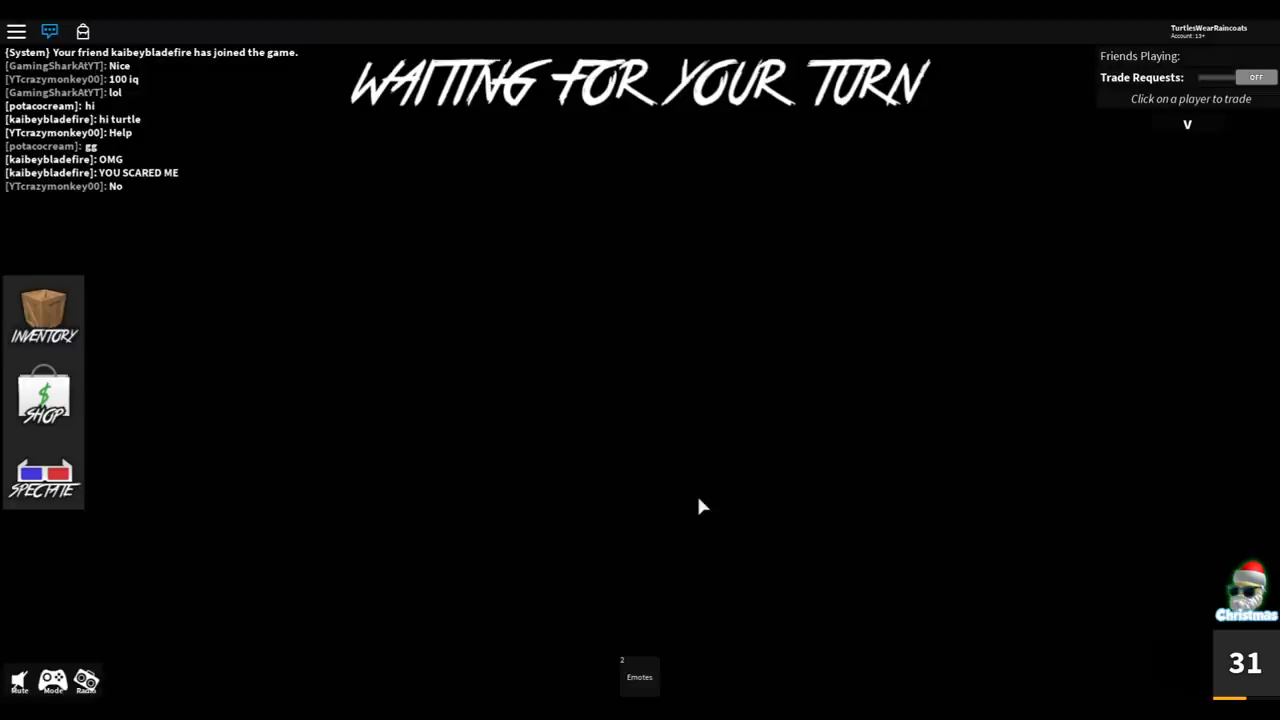 TurtlesWearRaincoats
Account: 13+
{System} Your friend kaibeybladefire has joined the game.
[GamingSharkAtYT]: Nice
[YTcrazymonkey00]: 100 iq
[GamingSharkAtYT]: lol
[potacocream]: hi
[kaibeybladefire]: hi turtle
[YTcrazymonkey00]: Help
[potacocream]: gg
[kaibeybladefire]: OMG
[kaibeybladefire]: YOU SCARED ME
[YTcrazymonkey00]: No
WAITING FOR YOUR TURN
Friends Playing:
Trade Requests: OFF
Click on a player to trade
V
INVENTORY
$
SHOP
SPECTATE
Christmas
31
Mute
Mode
Radio
2
Emotes